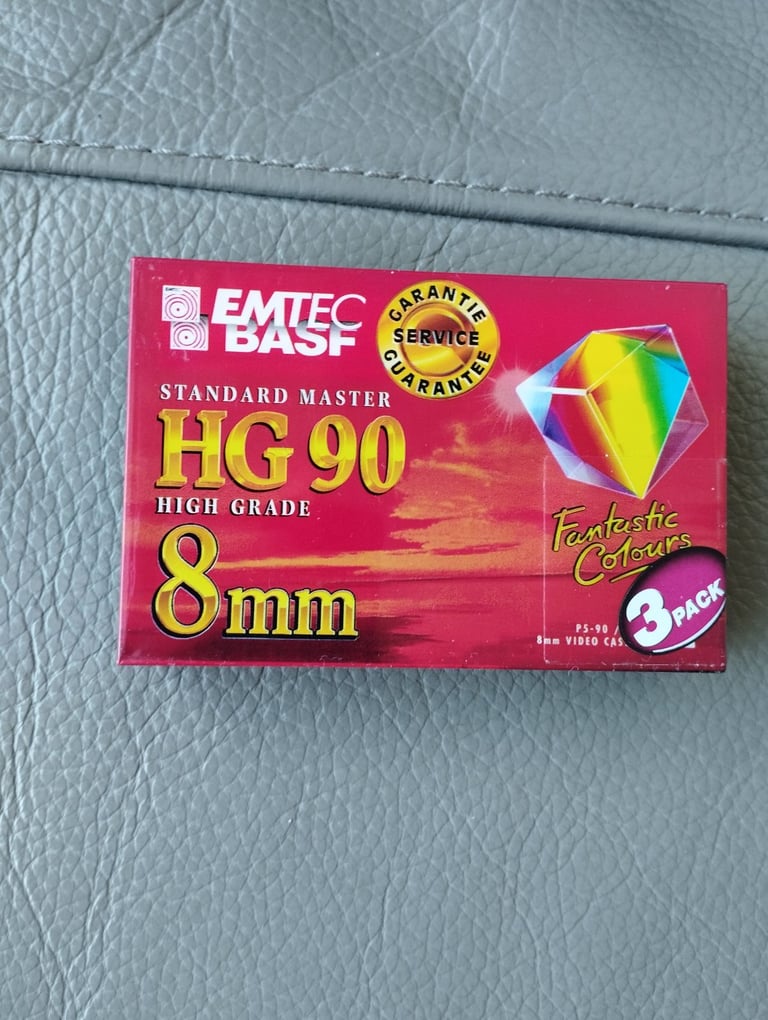 EMTEC
BASF
GARANTIE
SERVICE
GUARANTEE
STANDARD MASTER
HG 90
HIGH GRADE
8mm
Fantastic
Colours
3 PACK
P5-90 /
8mm VIDEO